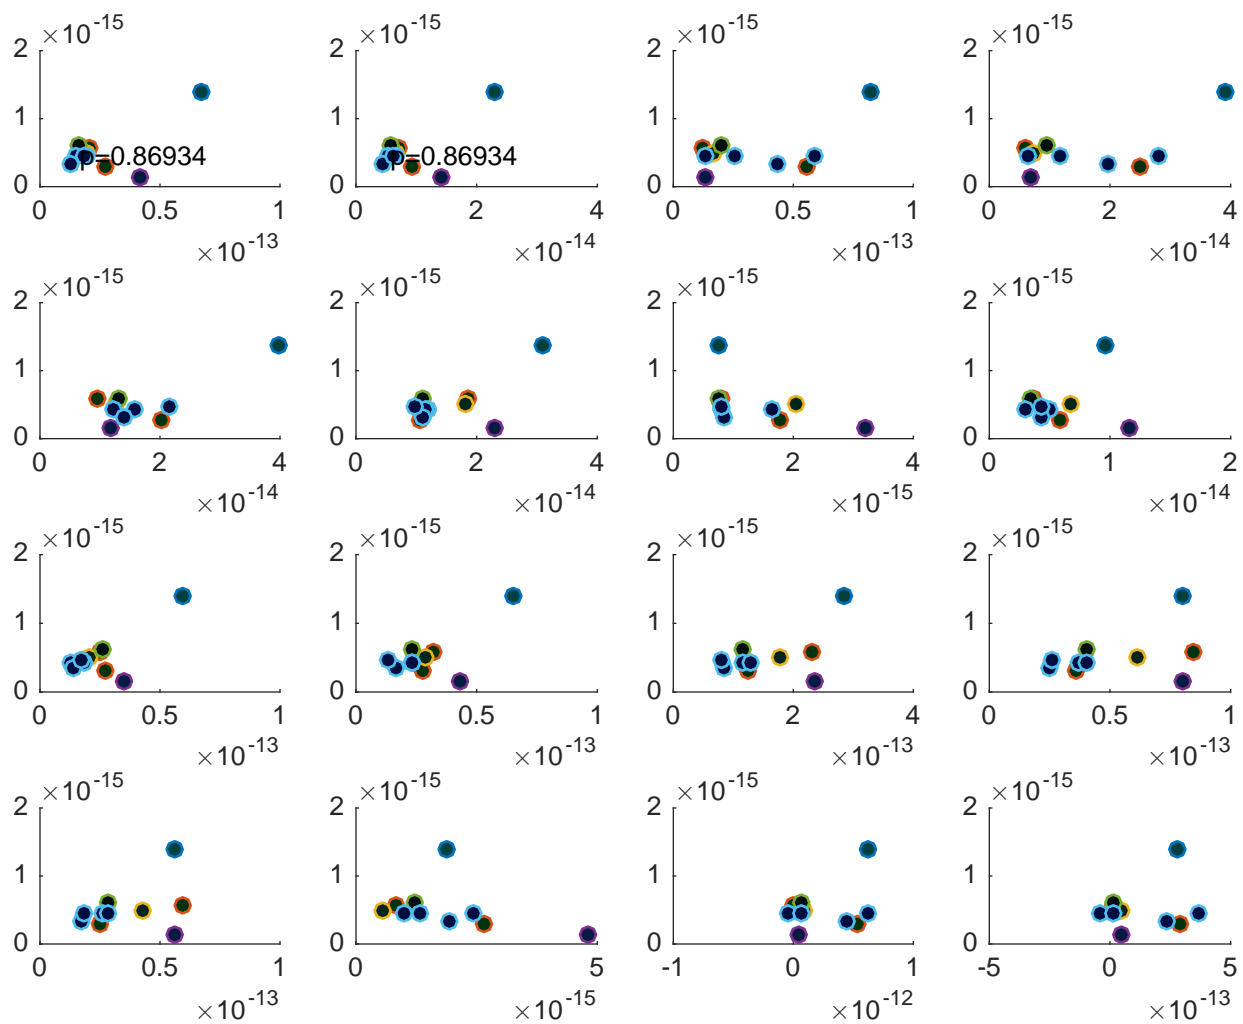 ×10-15 ×10-15 ×10-15 ×10-15
2 2 2 2
1 1 1 1
p=0.86934 p=0.86934
0 0 0 0
0 0.5 1 0 2 4 0 0.5 1 0 2 4
×10-13 ×10-14 ×10-13 ×10-14
×10-15 ×10-15 ×10-15 ×10-15
2 2 2 2
1 1 1 1
0 0 0 0
0 2 4 0 2 4 0 2 4 0 1 2
×10-14 ×10-14 ×10-15 ×10-14
×10-15 ×10-15 ×10-15 ×10-15
2 2 2 2
1 1 1 1
0 0 0 0
0 0.5 1 0 0.5 1 0 2 4 0 0.5 1
×10-13 ×10-13 ×10-13 ×10-13
×10-15 ×10-15 ×10-15 ×10-15
2 2 2 2
1 1 1 1
0 0 0 0
0 0.5 1 0 5 -1 0 1 -5 0 5
×10-13 ×10-15 ×10-12 ×10-13